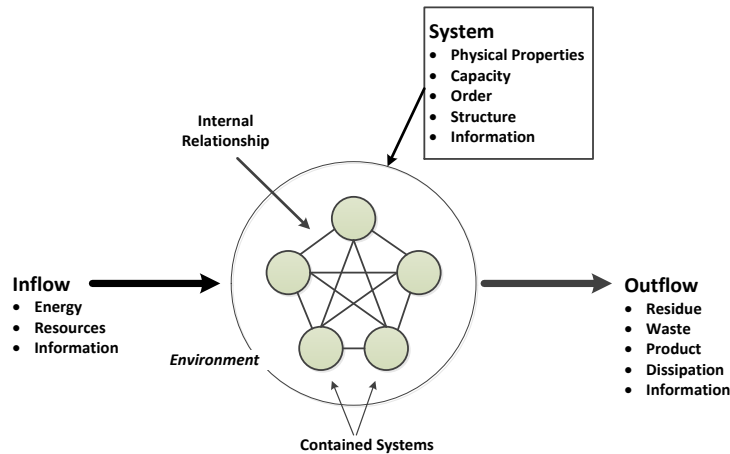 System
• Physical Properties
• Capacity
• Order
• Structure
• Information
Internal
Relationship
Inflow
• Energy
• Resources
• Information
Environment
Outflow
• Residue
• Waste
• Product
• Dissipation
• Information
Contained Systems